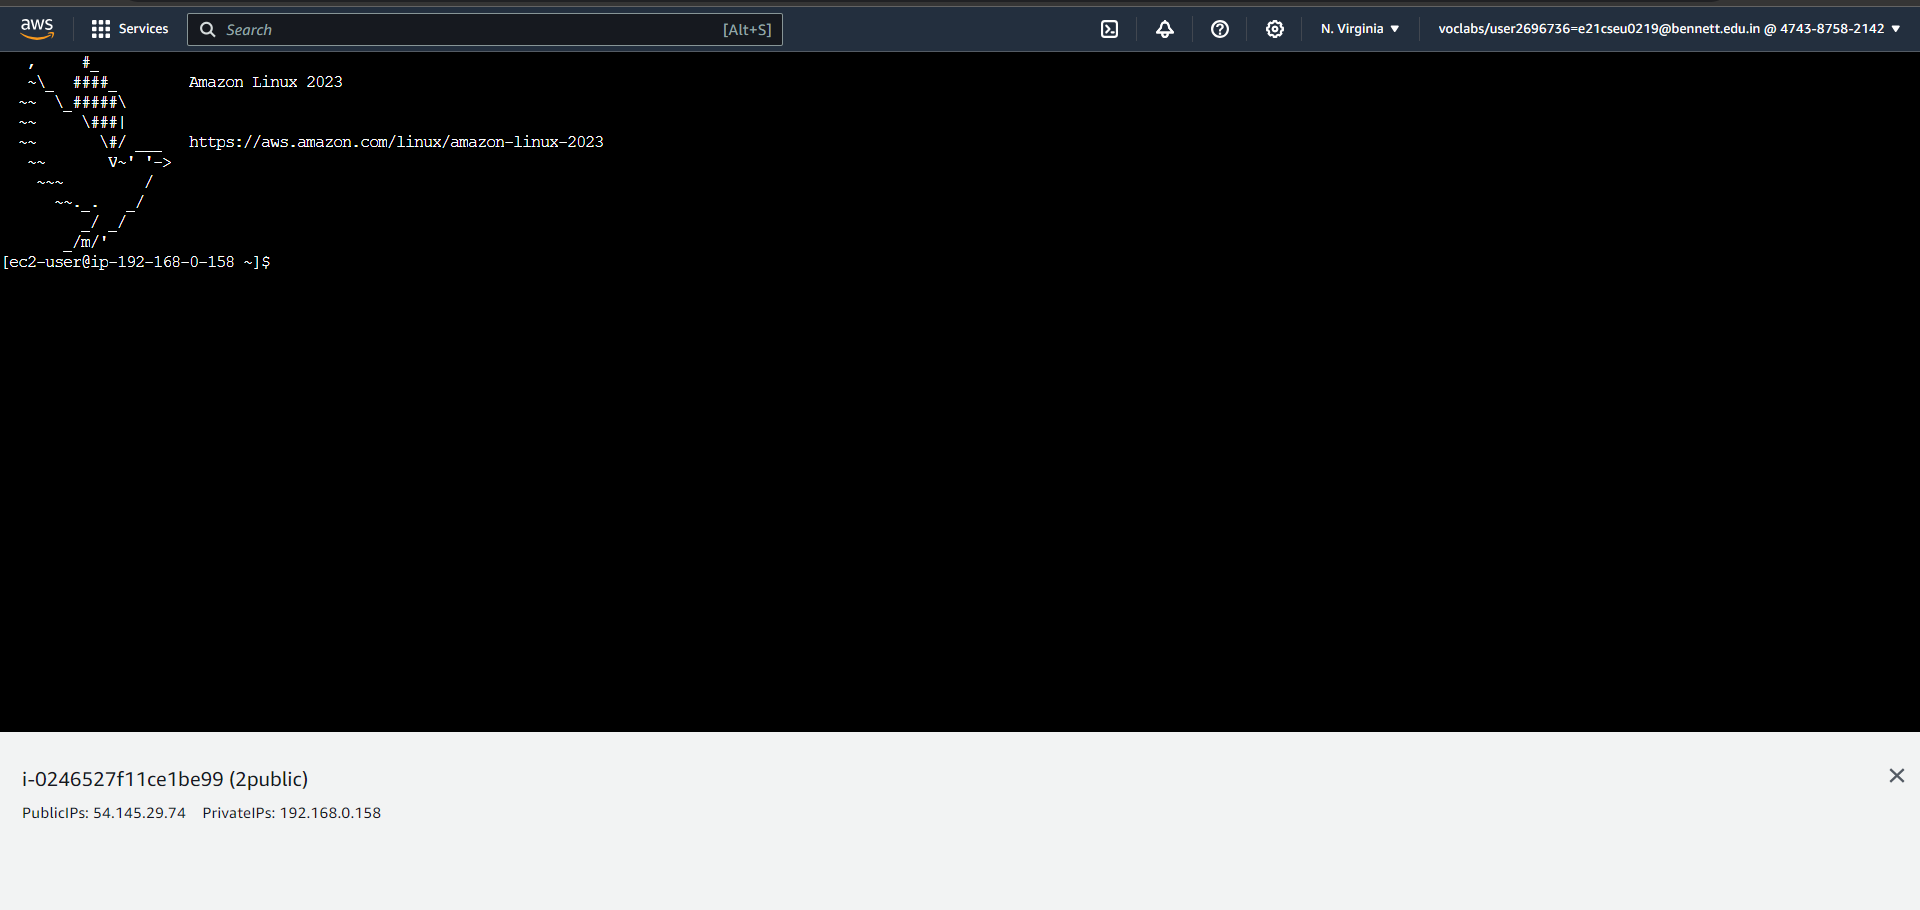 aws Services Search [Alt+S] N. Virginia ▼ voclabs/user2696736=e21cseu0219@bennett.edu.in @ 4743-8758-2142 ▼
   ,     #_
   ~\_  ####_        Amazon Linux 2023
  ~~  \_#####\
  ~~     \###|
  ~~       \#/ ___   https://aws.amazon.com/linux/amazon-linux-2023
   ~~       V~' '->
    ~~~         /
      ~~._.   _/
         _/ _/
       _/m/'
[ec2-user@ip-192-168-0-158 ~]$
i-0246527f11ce1be99 (2public)
PublicIPs: 54.145.29.74 PrivateIPs: 192.168.0.158